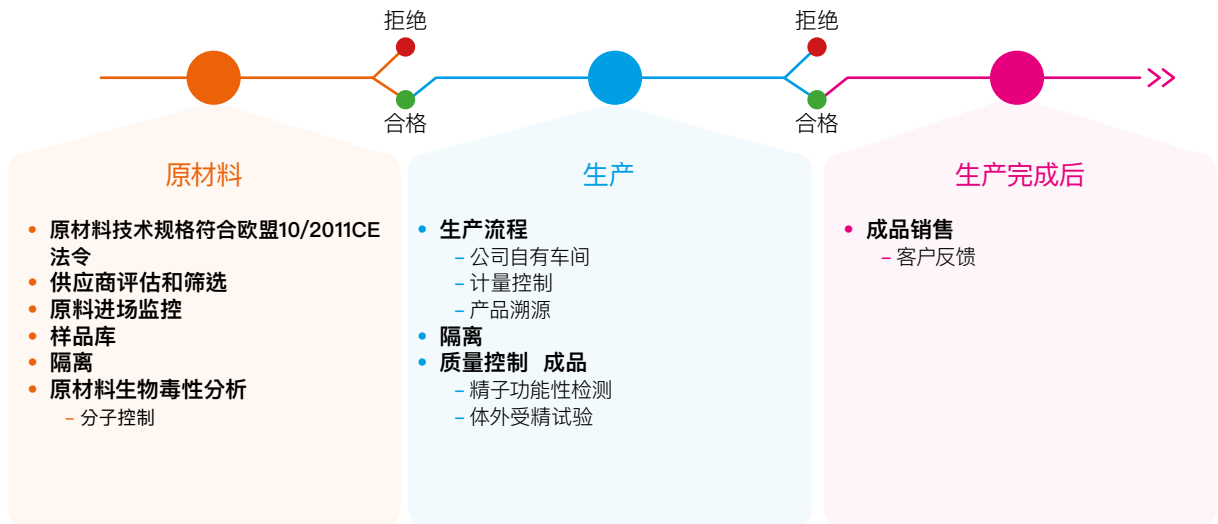 拒绝
拒绝
合格
合格
原材料
• 原材料技术规格符合欧盟10/2011CE
法令
• 供应商评估和筛选
• 原料进场监控
• 样品库
• 隔离
• 原材料生物毒性分析
– 分子控制
生产
• 生产流程
– 公司自有车间
– 计量控制
– 产品溯源
• 隔离
• 质量控制 成品
– 精子功能性检测
– 体外受精试验
生产完成后
• 成品销售
– 客户反馈